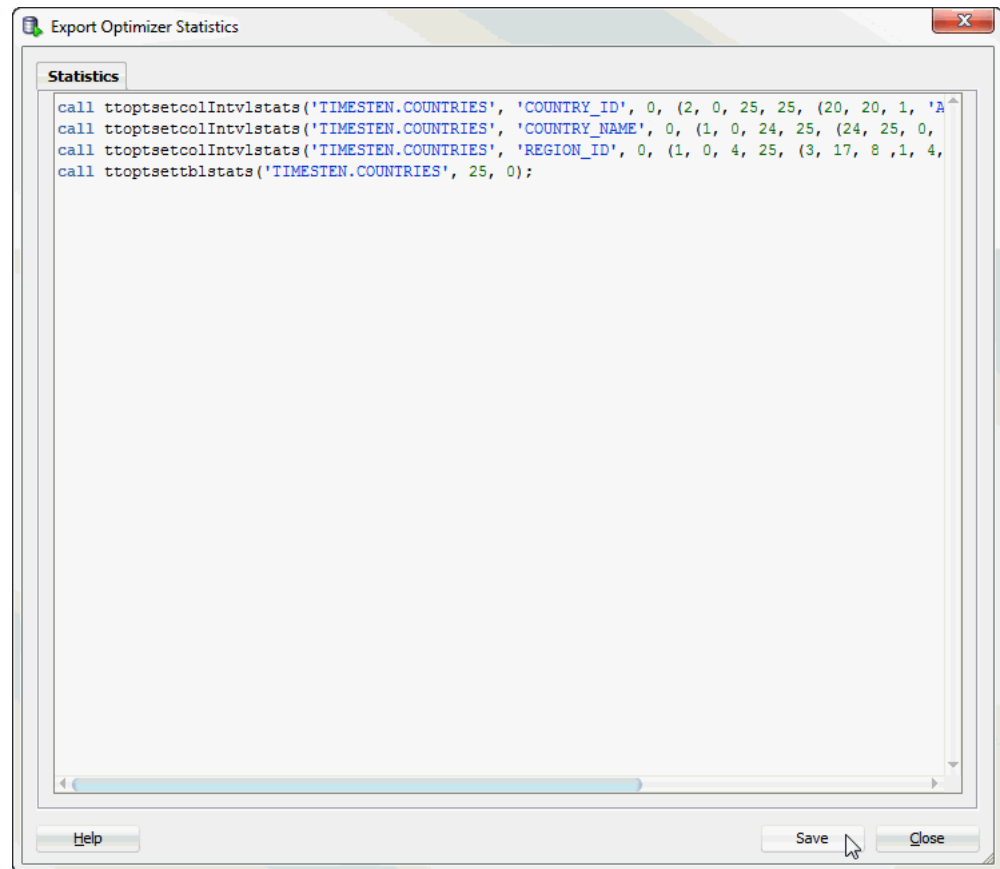 Export Optimizer Statistics
Statistics
call ttoptsetcolIntvlstats('TIMESTEN.COUNTRIES', 'COUNTRY_ID', 0, (2, 0, 25, 25, (20, 20, 1, 'A
call ttoptsetcolIntvlstats('TIMESTEN.COUNTRIES', 'COUNTRY_NAME', 0, (1, 0, 24, 25, (24, 25, 0,
call ttoptsetcolIntvlstats('TIMESTEN.COUNTRIES', 'REGION_ID', 0, (1, 0, 4, 25, (3, 17, 8 ,1, 4,
call ttoptsettblstats('TIMESTEN.COUNTRIES', 25, 0);
Help
Save
Close